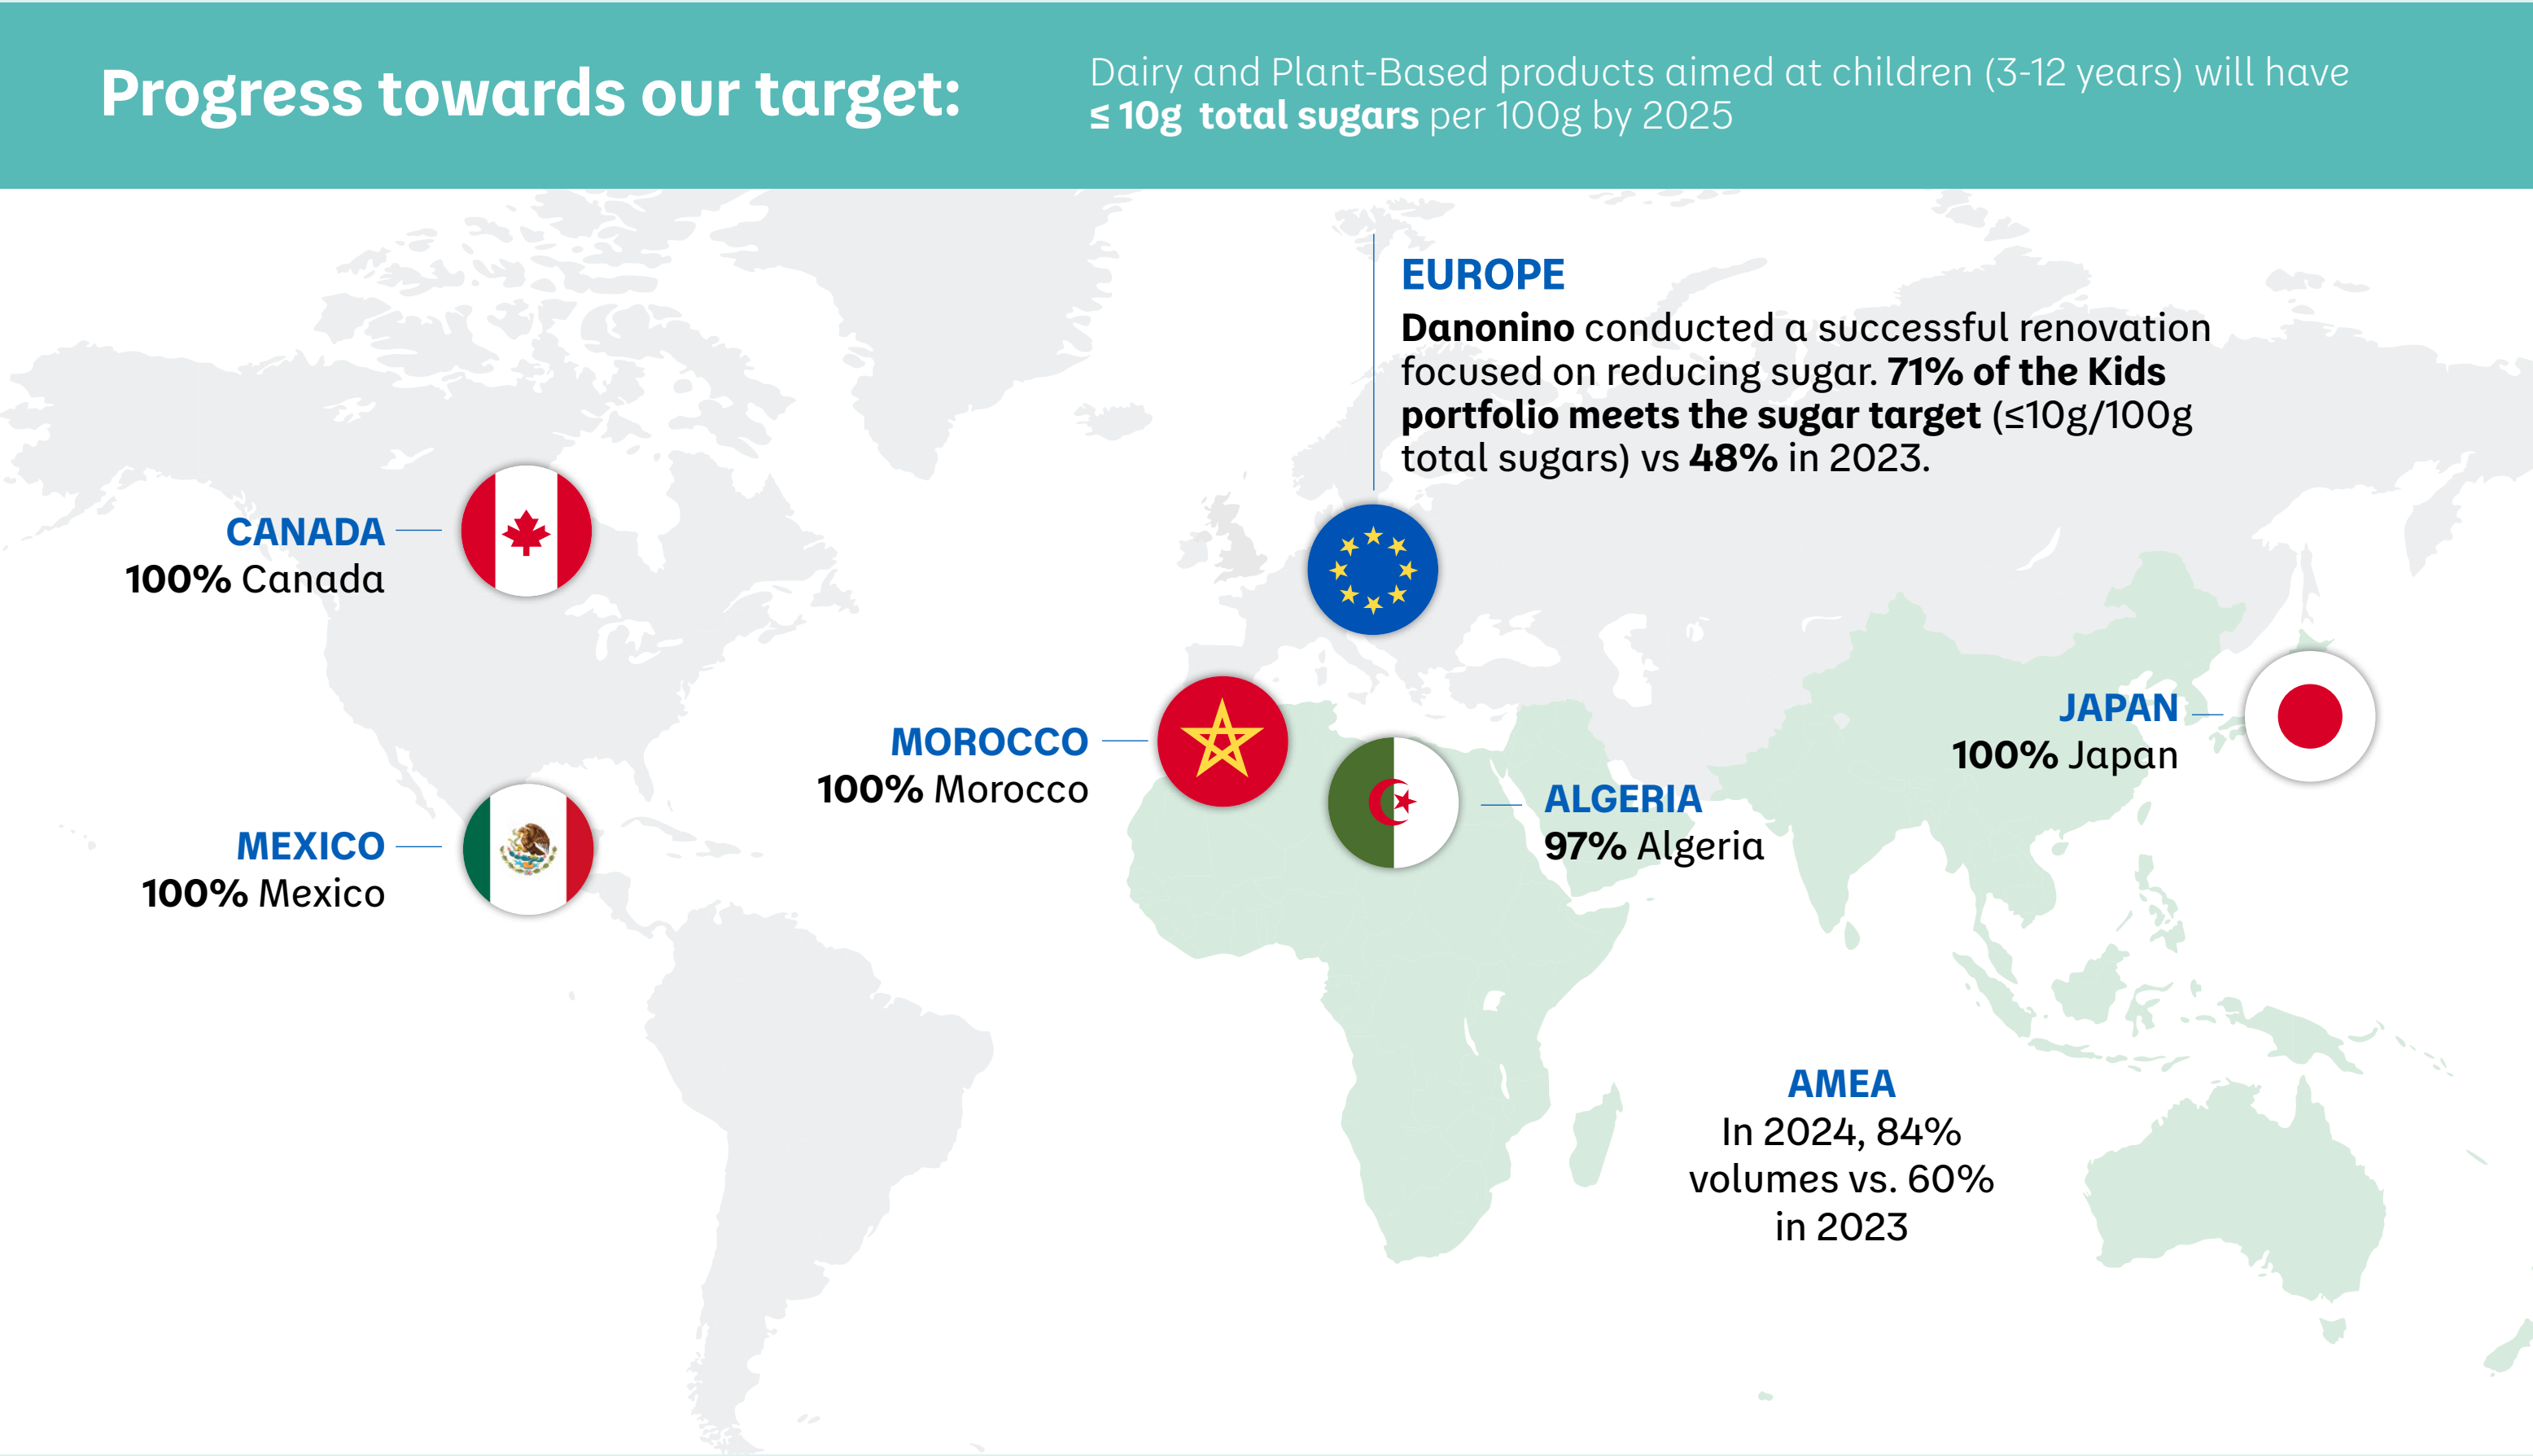 Progress towards our target:
Dairy and Plant-Based products aimed at children (3-12 years) will have
≤ 10g total sugars per 100g by 2025
EUROPE
Danonino conducted a successful renovation
focused on reducing sugar. 71% of the Kids
portfolio meets the sugar target (≤10g/100g
total sugars) vs 48% in 2023.
CANADA
100% Canada
MEXICO
100% Mexico
MOROCCO
100% Morocco
ALGERIA
97% Algeria
JAPAN
100% Japan
AMEA
In 2024, 84%
volumes vs. 60%
in 2023